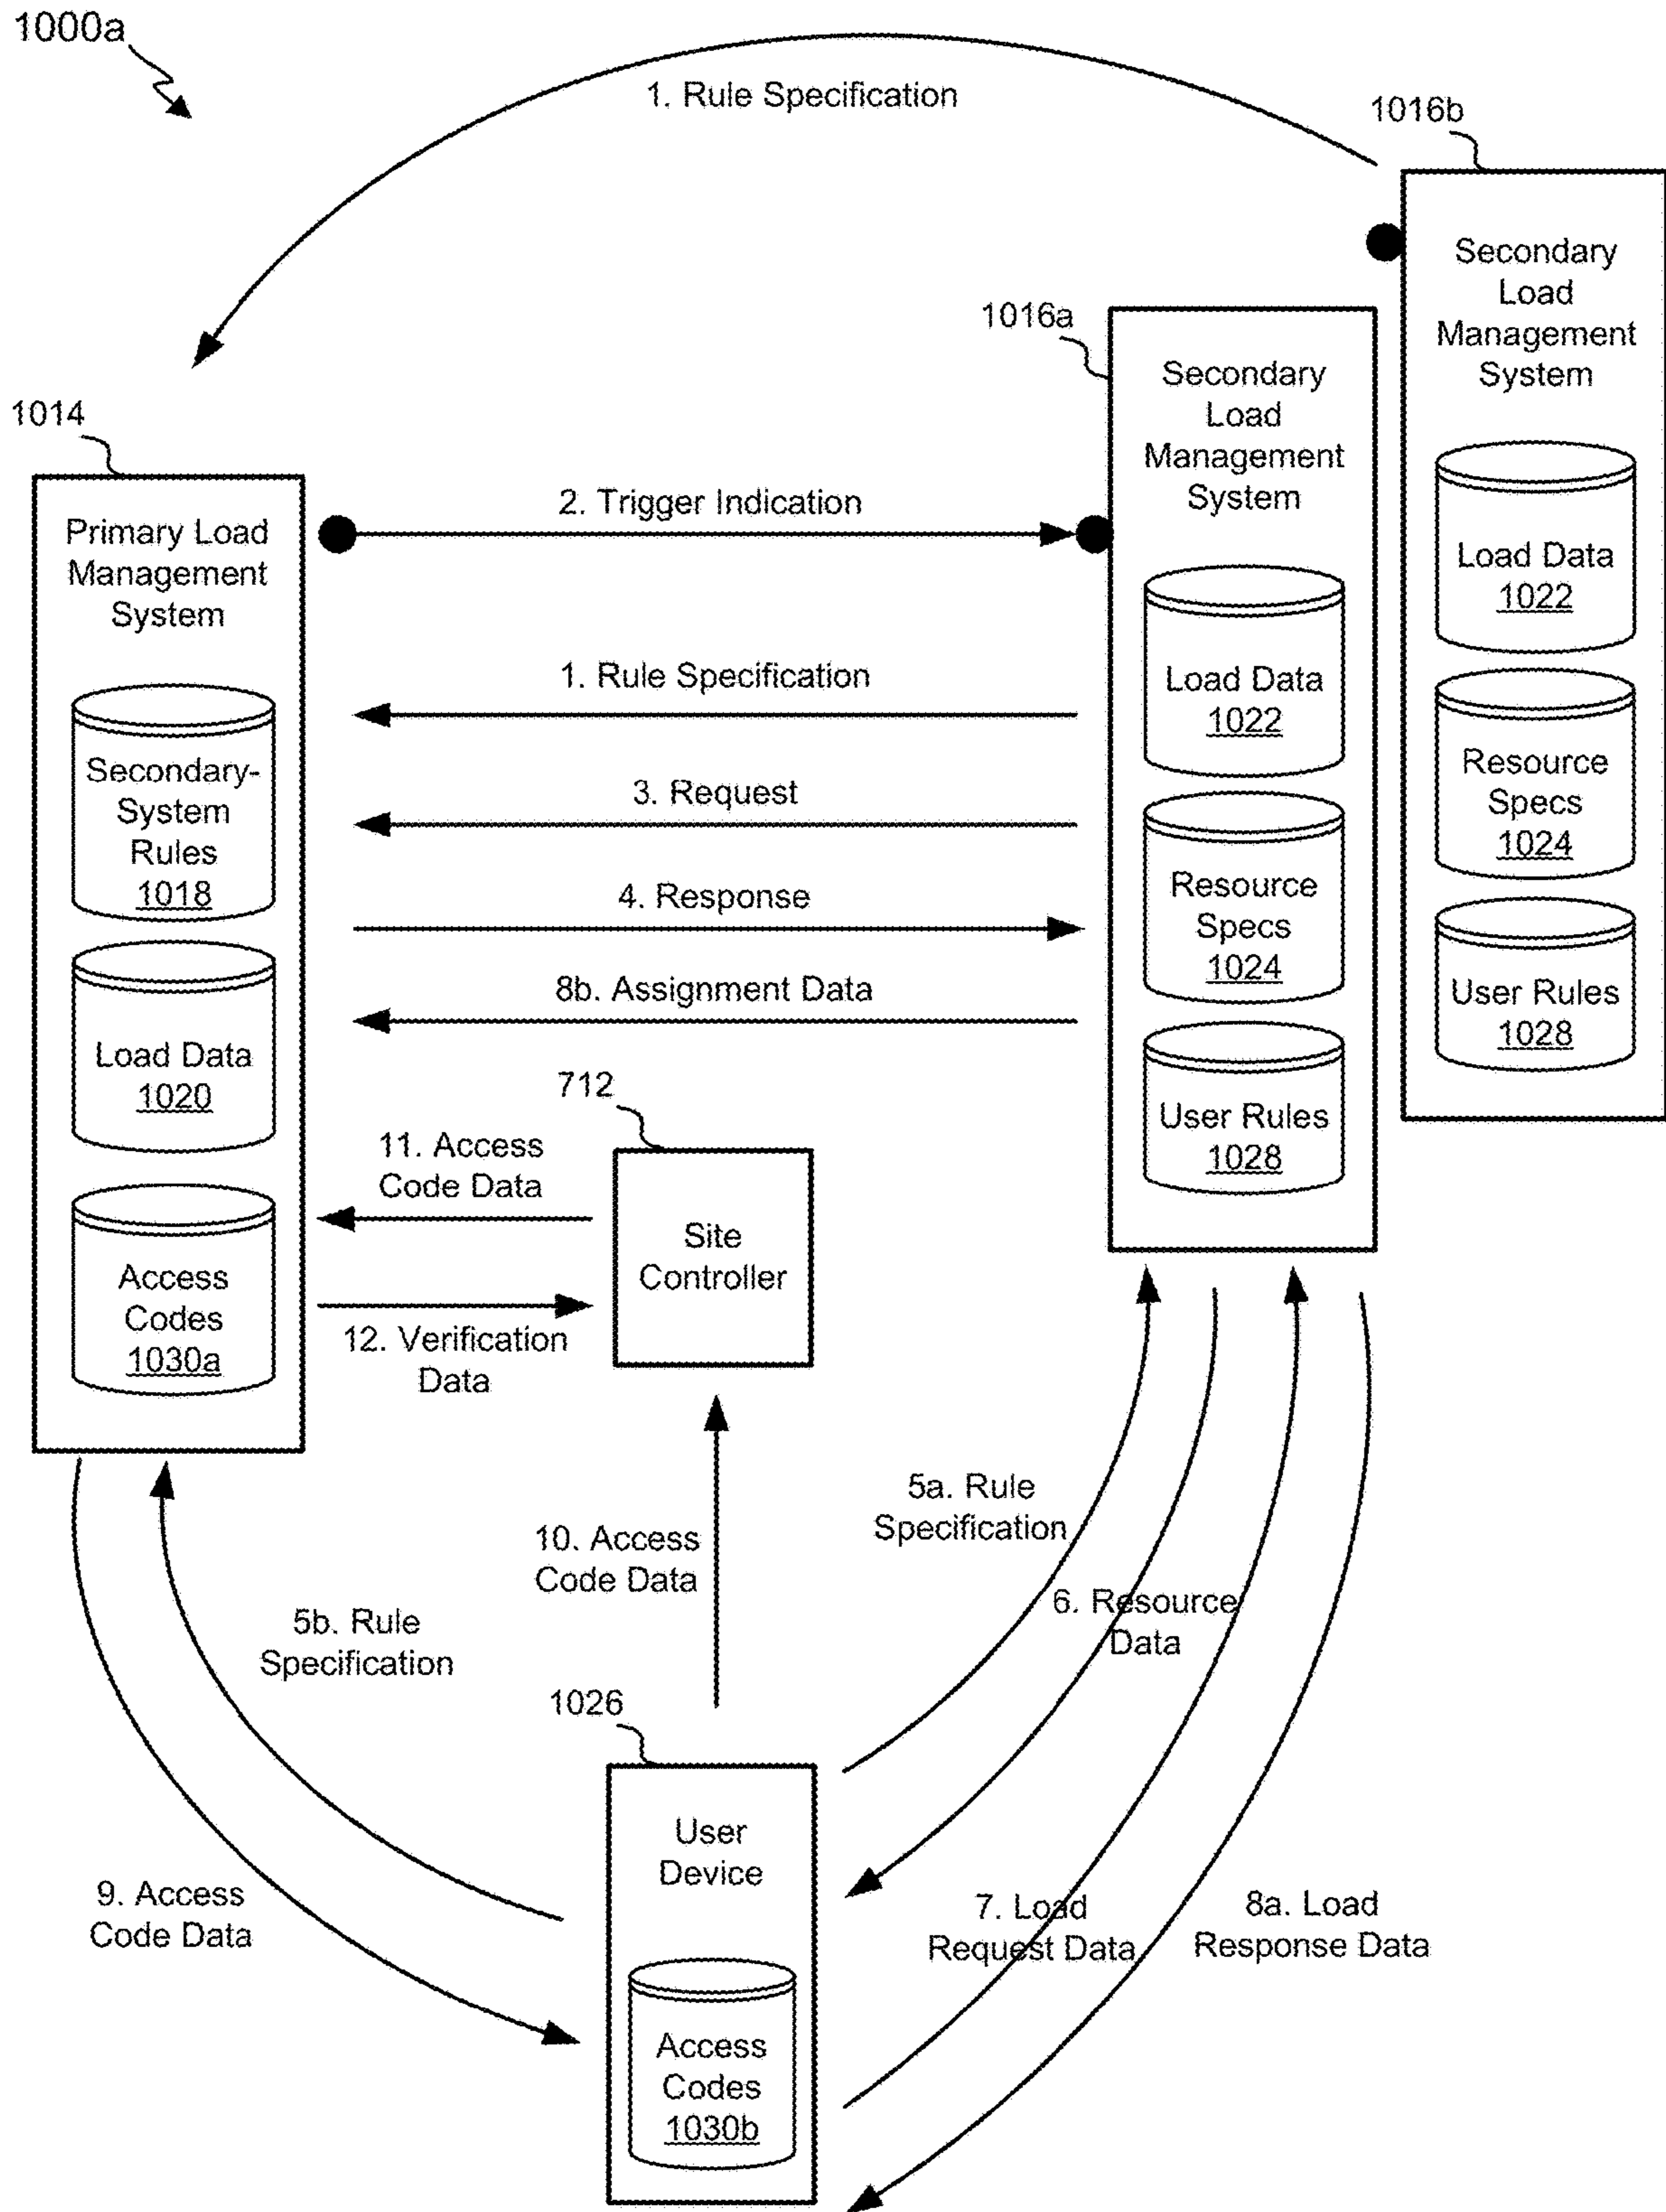 1000a
1. Rule Specification
1016b
Secondary
Load
Management
System
Load Data
1022
Resource
Specs
1024
User Rules
1028
1016a
Secondary
Load
Management
System
Load Data
1022
Resource
Specs
1024
User Rules
1028
1014
Primary Load
Management
System
Secondary-
System
Rules
1018
Load Data
1020
Access
Codes
1030a
2. Trigger Indication
1. Rule Specification
3. Request
4. Response
8b. Assignment Data
712
Site
Controller
11. Access
Code Data
12. Verification
Data
10. Access
Code Data
5a. Rule
Specification
6. Resource
Data
5b. Rule
Specification
1026
User
Device
Access
Codes
1030b
9. Access
Code Data
7. Load
Request Data
8a. Load
Response Data